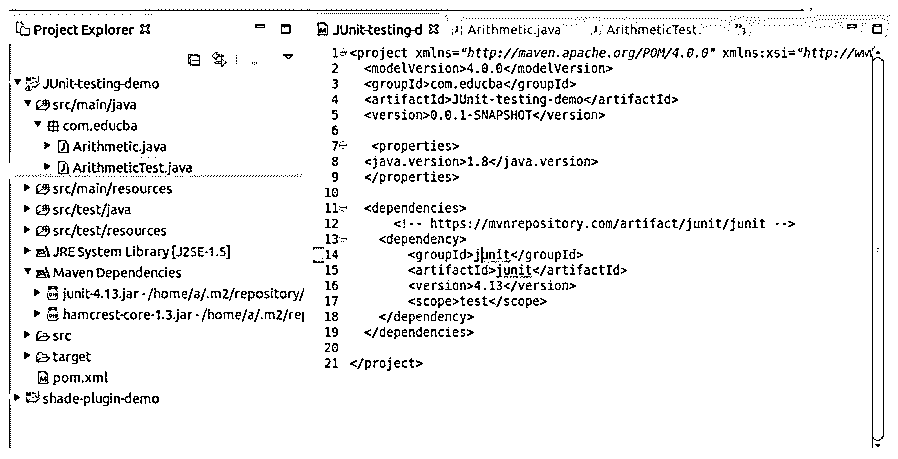 Project Explorer
JUnit-testing-demo
src/main/java
com.educba
Arithmetic.java
ArithmeticTest.java
src/main/resources
src/test/java
src/test/resources
JRE System Library [J2SE-1.5]
Maven Dependencies
junit-4.13.jar - /home/a/.m2/repository/
hamcrest-core-1.3.jar - /home/a/.m2/rep
src
target
pom.xml
shade-plugin-demo
JUnit-testing-d Arithmetic.java ArithmeticTest.
1 <project xmlns="http://maven.apache.org/POM/4.0.0" xmlns:xsi="http://www
2 <modelVersion>4.0.0</modelVersion>
3 <groupId>com.educba</groupId>
4 <artifactId>JUnit-testing-demo</artifactId>
5 <version>0.0.1-SNAPSHOT</version>
6
7 <properties>
8 <java.version>1.8</java.version>
9 </properties>
10
11 <dependencies>
12 <!-- https://mvnrepository.com/artifact/junit/junit -->
13 <dependency>
14 <groupId>junit</groupId>
15 <artifactId>junit</artifactId>
16 <version>4.13</version>
17 <scope>test</scope>
18 </dependency>
19 </dependencies>
20
21 </project>